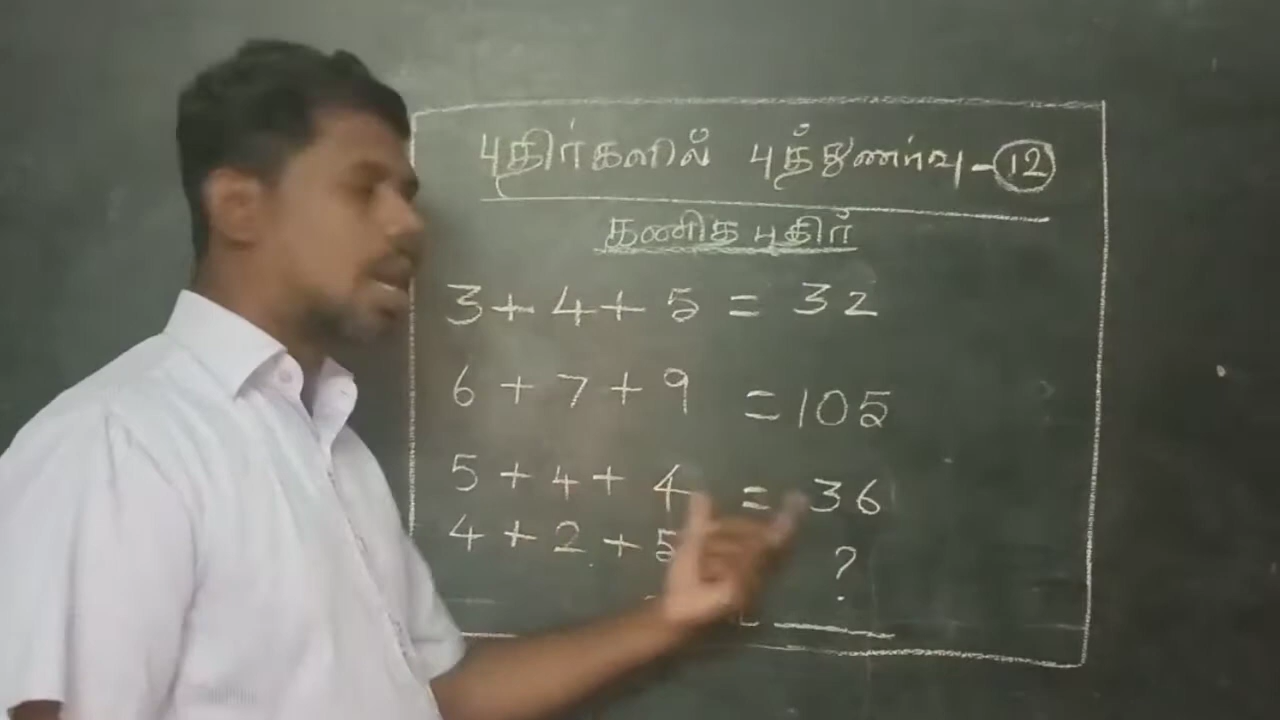 புதிர்களில் புத்துணர்வு - 12
கணித புதிர்
3 + 4 + 5 = 32
6 + 7 + 9 = 105
5 + 4 + 4 = 36
4 + 2 + 5 ?